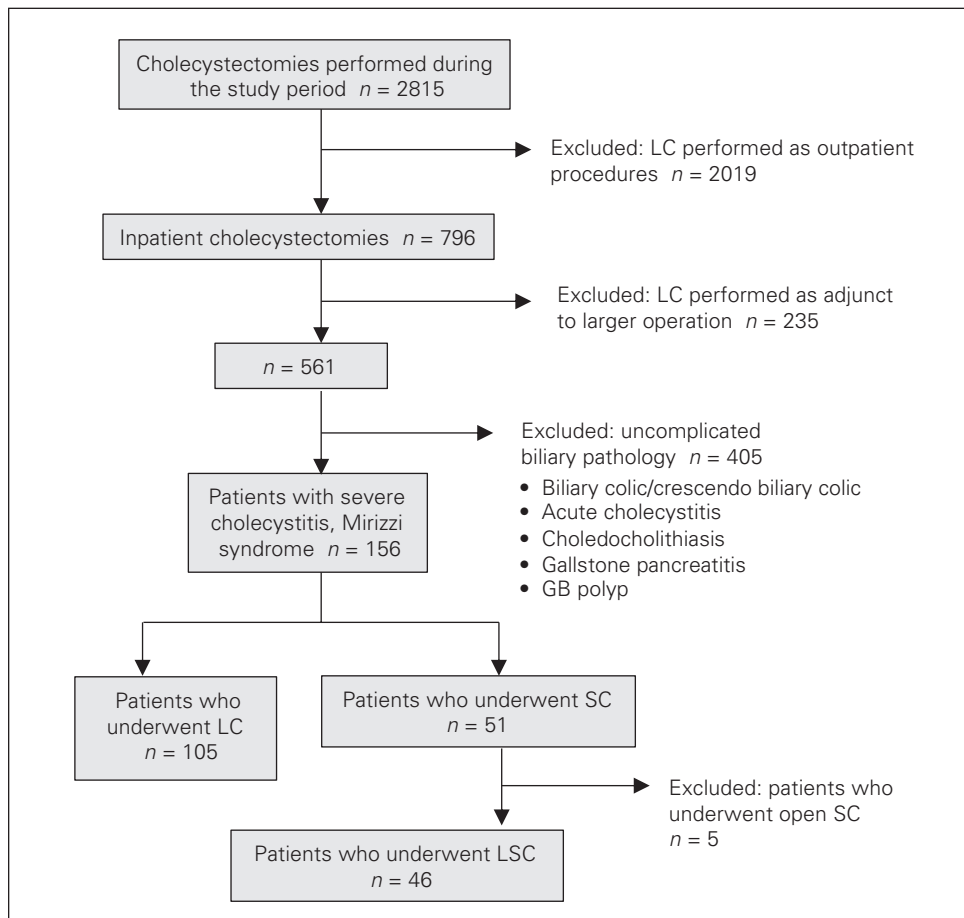 Cholecystectomies performed during
the study period n = 2815
Excluded: LC performed as outpatient
procedures n = 2019
Inpatient cholecystectomies n = 796
Excluded: LC performed as adjunct
to larger operation n = 235
n = 561
Excluded: uncomplicated
biliary pathology n = 405
• Biliary colic/crescendo biliary colic
• Acute cholecystitis
• Choledocholithiasis
• Gallstone pancreatitis
• GB polyp
Patients with severe
cholecystitis, Mirizzi
syndrome n = 156
Patients who
underwent LC
n = 105
Patients who underwent SC
n = 51
Excluded: patients who
underwent open SC
n = 5
Patients who underwent LSC
n = 46